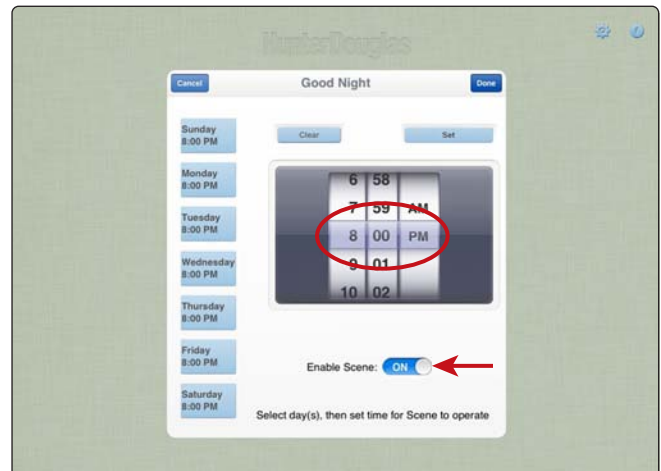 HunterDouglas
Cancel
Good Night
Done
Sunday
8:00 PM
Clear
Set
Monday
8:00 PM
Tuesday
8:00 PM
Wednesday
8:00 PM
Thursday
8:00 PM
Friday
8:00 PM
Saturday
8:00 PM
6 58
7 59 AM
8 00 PM
9 01
10 02
Enable Scene: ON
Select day(s), then set time for Scene to operate